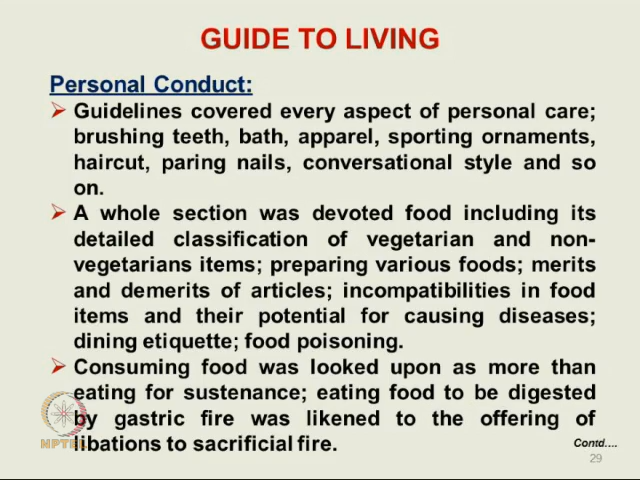 GUIDE TO LIVING
Personal Conduct:
➢ Guidelines covered every aspect of personal care;
brushing teeth, bath, apparel, sporting ornaments,
haircut, paring nails, conversational style and so
on.
➢ A whole section was devoted food including its
detailed classification of vegetarian and non-
vegetarians items; preparing various foods; merits
and demerits of articles; incompatibilities in food
items and their potential for causing diseases;
dining etiquette; food poisoning.
➢ Consuming food was looked upon as more than
eating for sustenance; eating food to be digested
by gastric fire was likened to the offering of
libations to sacrificial fire.
NPTEL
Contd….
29